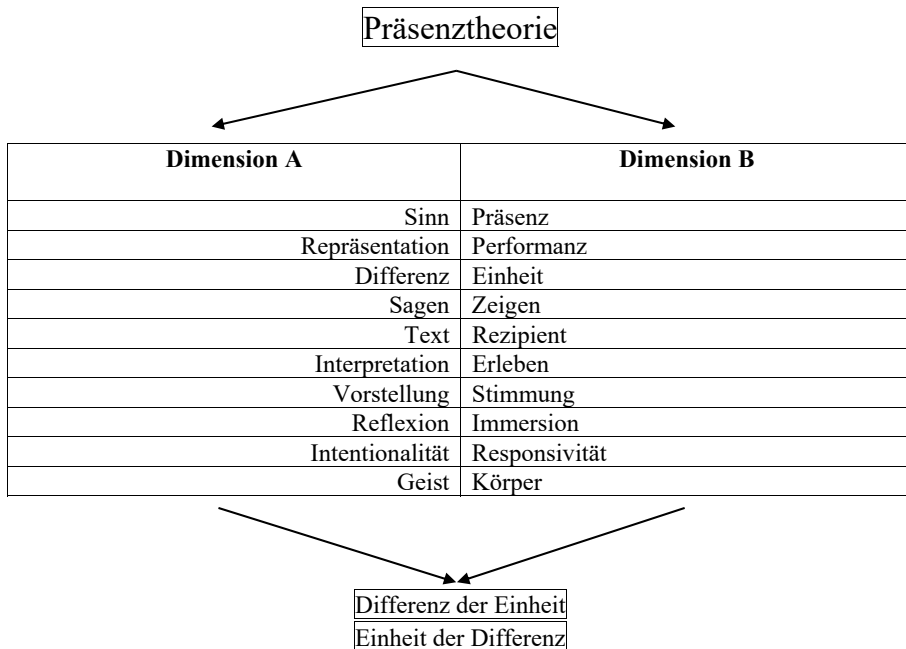 Präsenztheorie
Dimension A Dimension B
Sinn Präsenz
Repräsentation Performanz
Differenz Einheit
Sagen Zeigen
Text Rezipient
Interpretation Erleben
Vorstellung Stimmung
Reflexion Immersion
Intentionalität Responsivität
Geist Körper
Differenz der Einheit
Einheit der Differenz